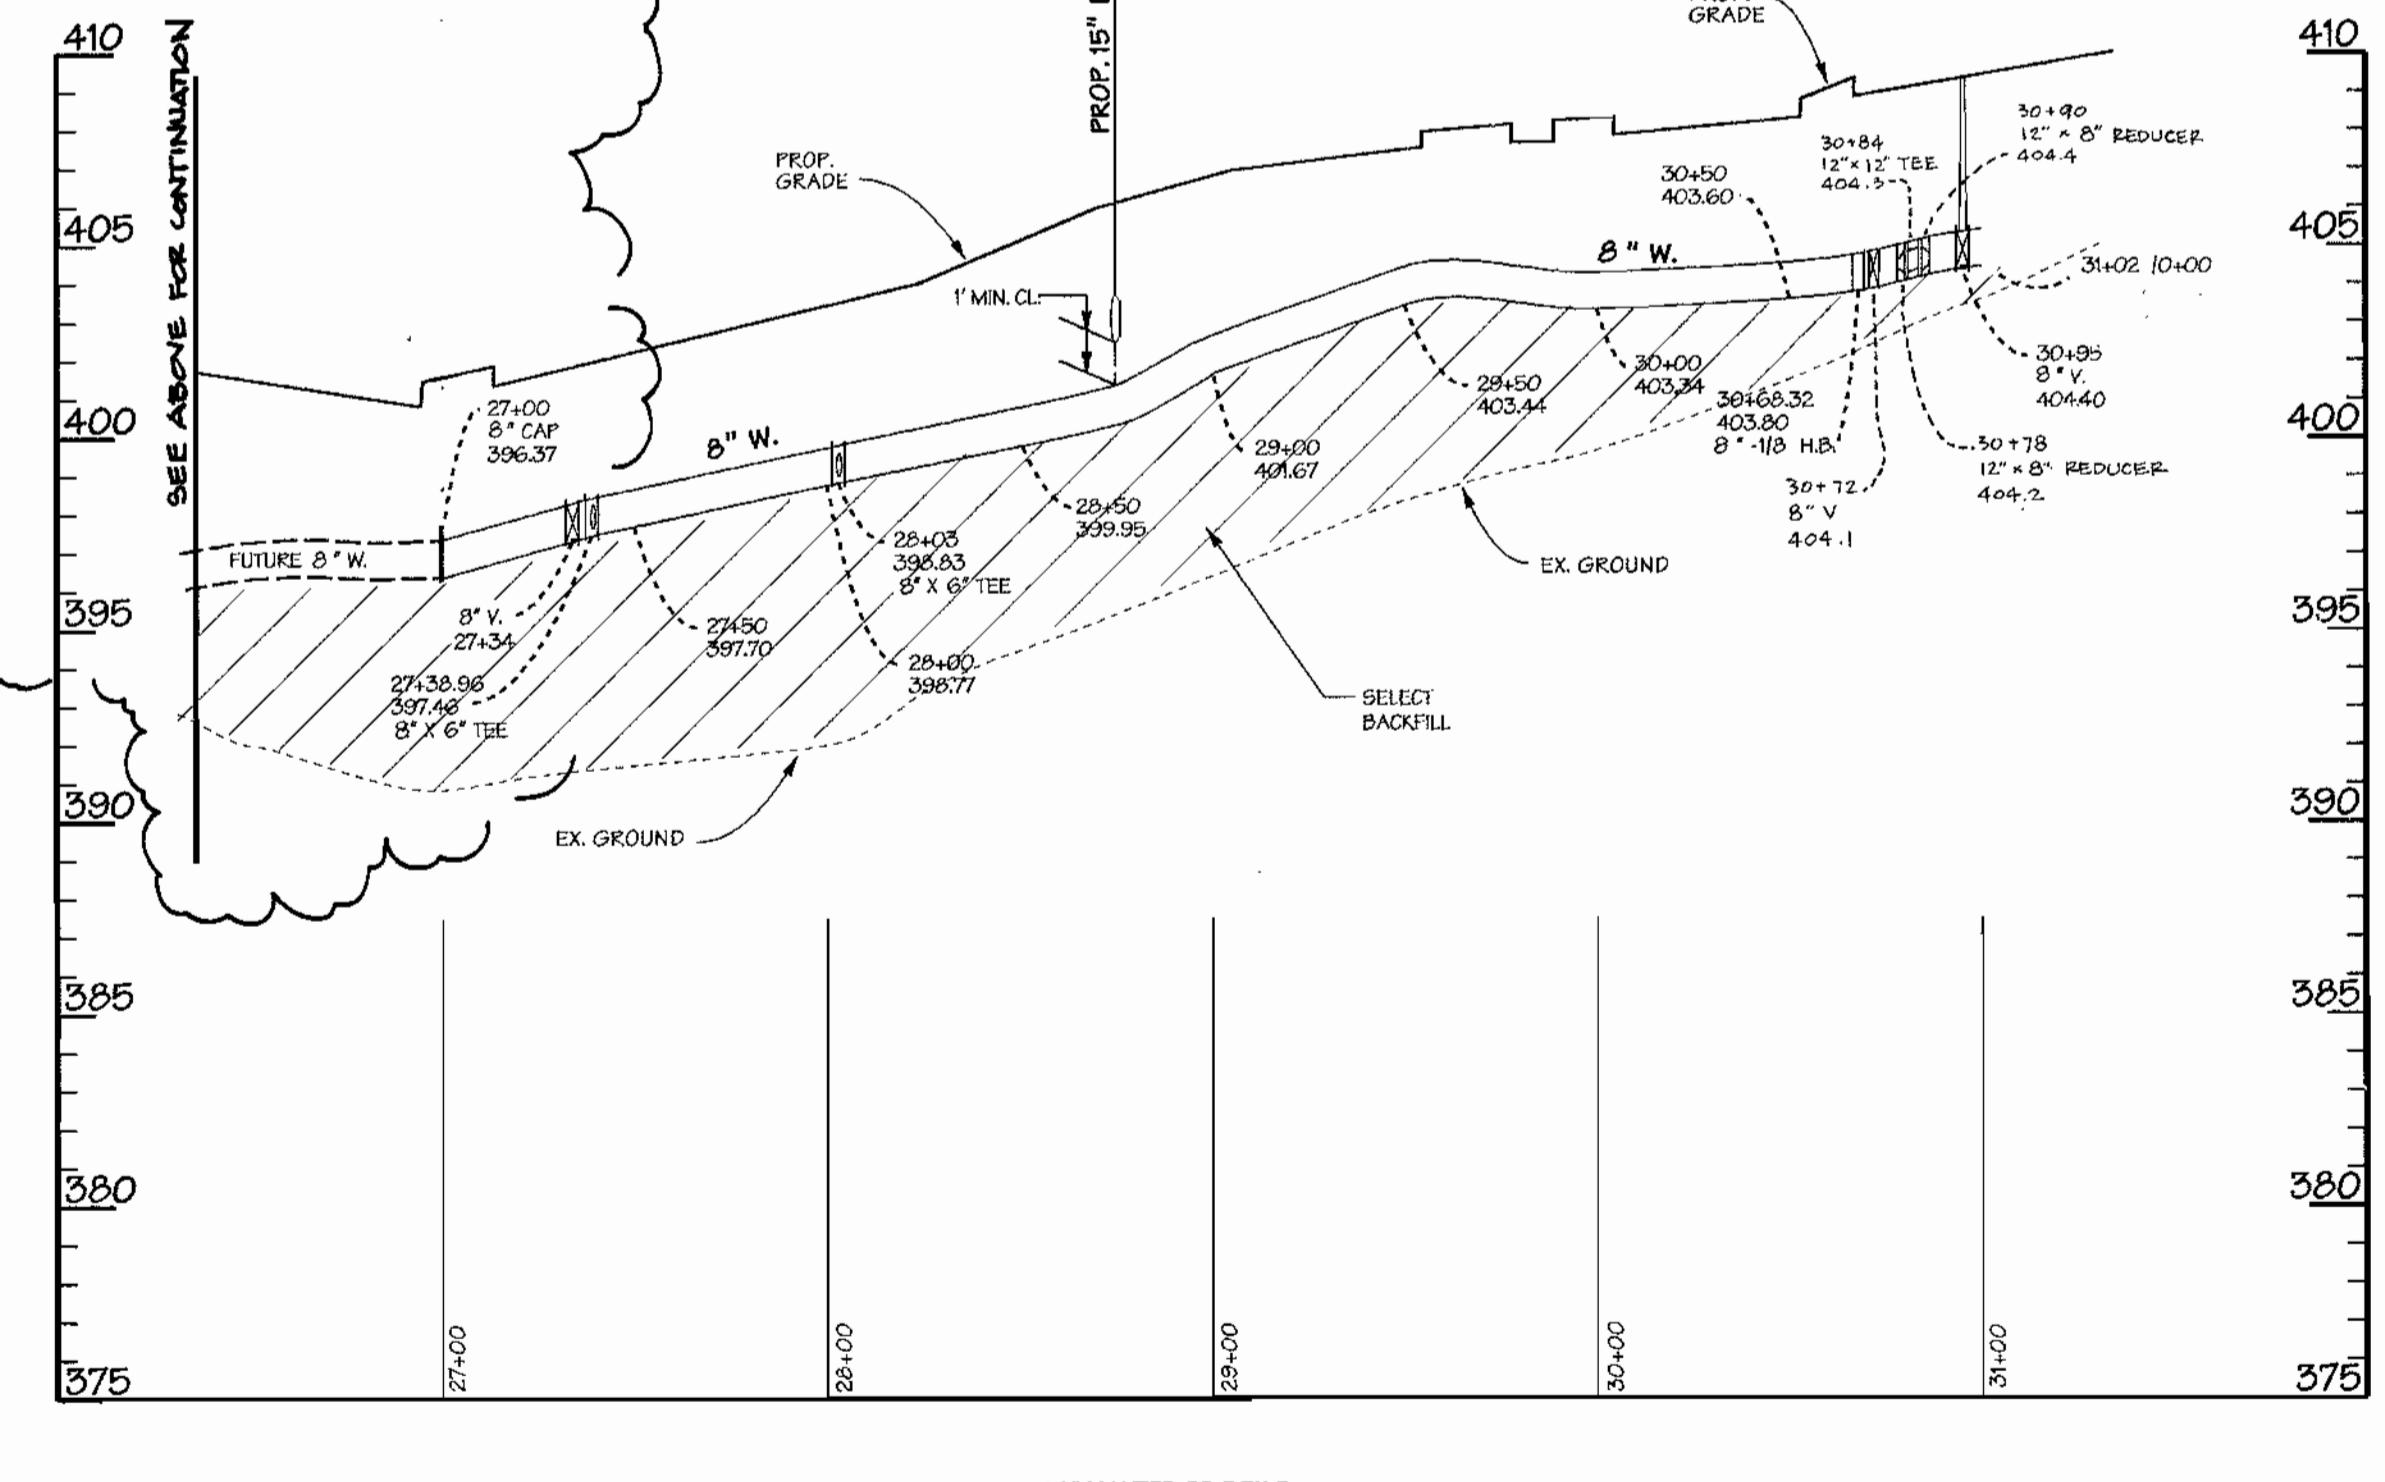 GRADE
410
410
SEE ABOVE FOR CONTINUATION
PROP. 15"
PROP.
GRADE
30+90
12" x 8" REDUCER
404.4
30+84
12"x12" TEE
404.3
30+50
403.60
405
405
8" W.
31+02 /0+00
1' MIN. CL.
30+95
8" V.
404.40
29+50
403.44
30+00
403.34
30+68.32
403.80
8"-1/8 H.B.
400
400
27+00
8" CAP
396.37
8" W.
29+00
401.67
30+78
12" x 8" REDUCER
404.2
30+72
8" V
404.1
28+50
399.95
28+03
398.83
8" X 6" TEE
FUTURE 8" W.
EX. GROUND
395
395
8" V.
27+34
27+50
397.70
28+00
398.77
27+38.96
397.46
8" X 6" TEE
SELECT
BACKFILL
390
390
EX. GROUND
385
385
380
380
375
375
27+00
28+00
29+00
30+00
31+00